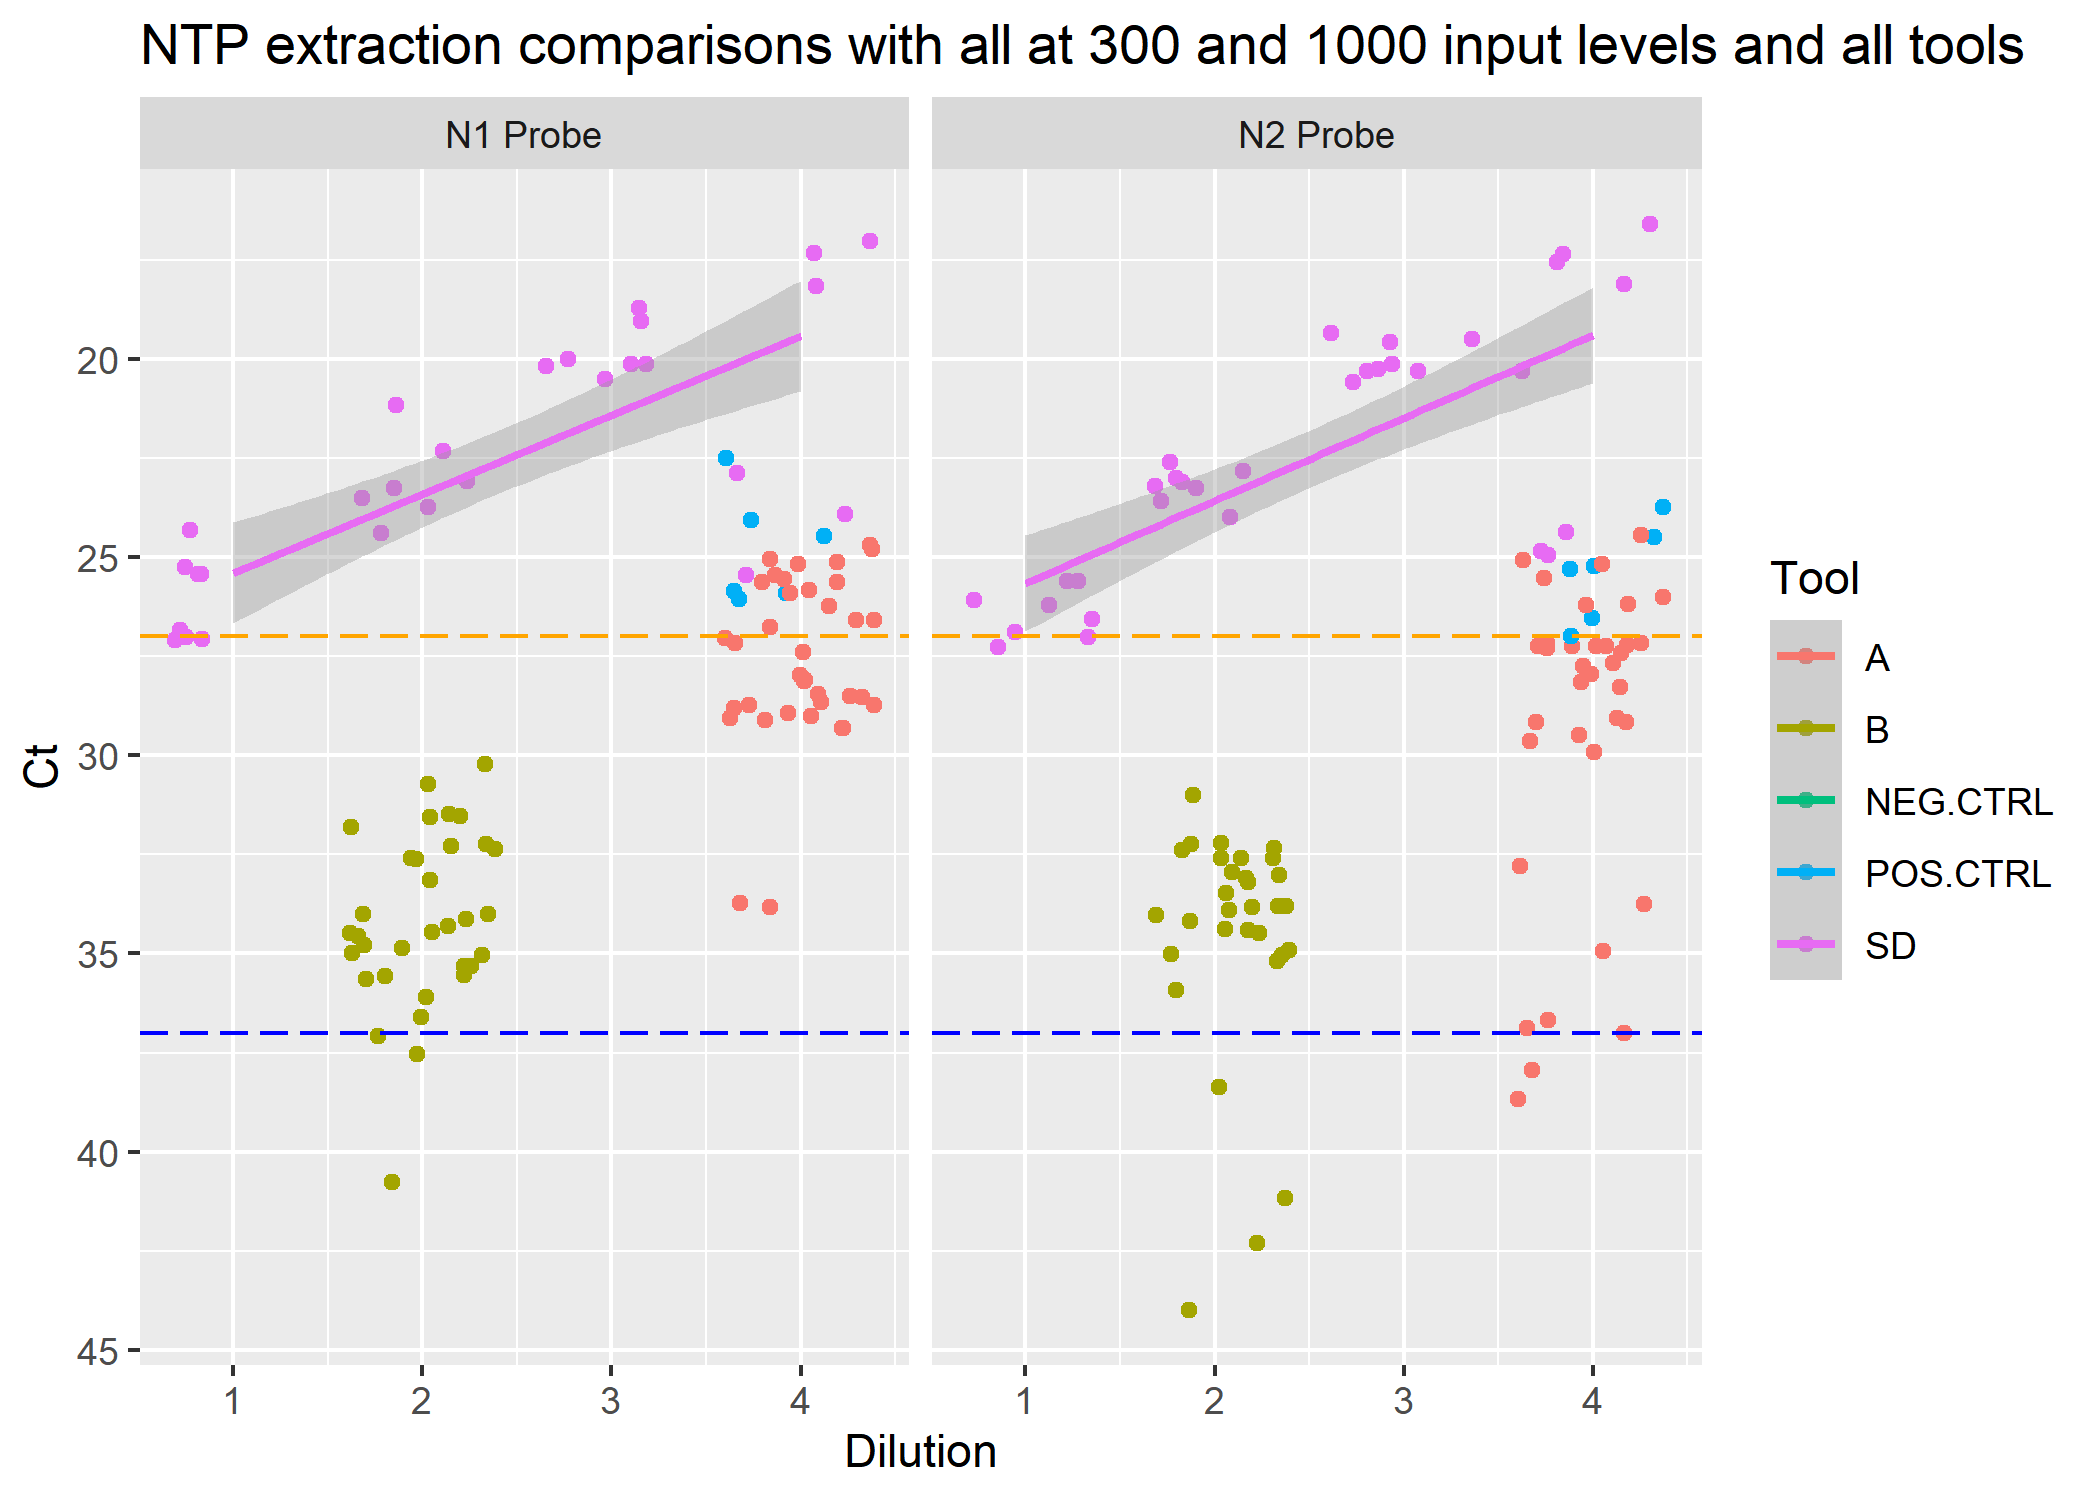 NTP extraction comparisons with all at 300 and 1000 input levels and all tools
N1 Probe
N2 Probe
20
25
30
35
40
45
Ct
1
2
3
4
1
2
3
4
Dilution
Tool
A
B
NEG.CTRL
POS.CTRL
SD